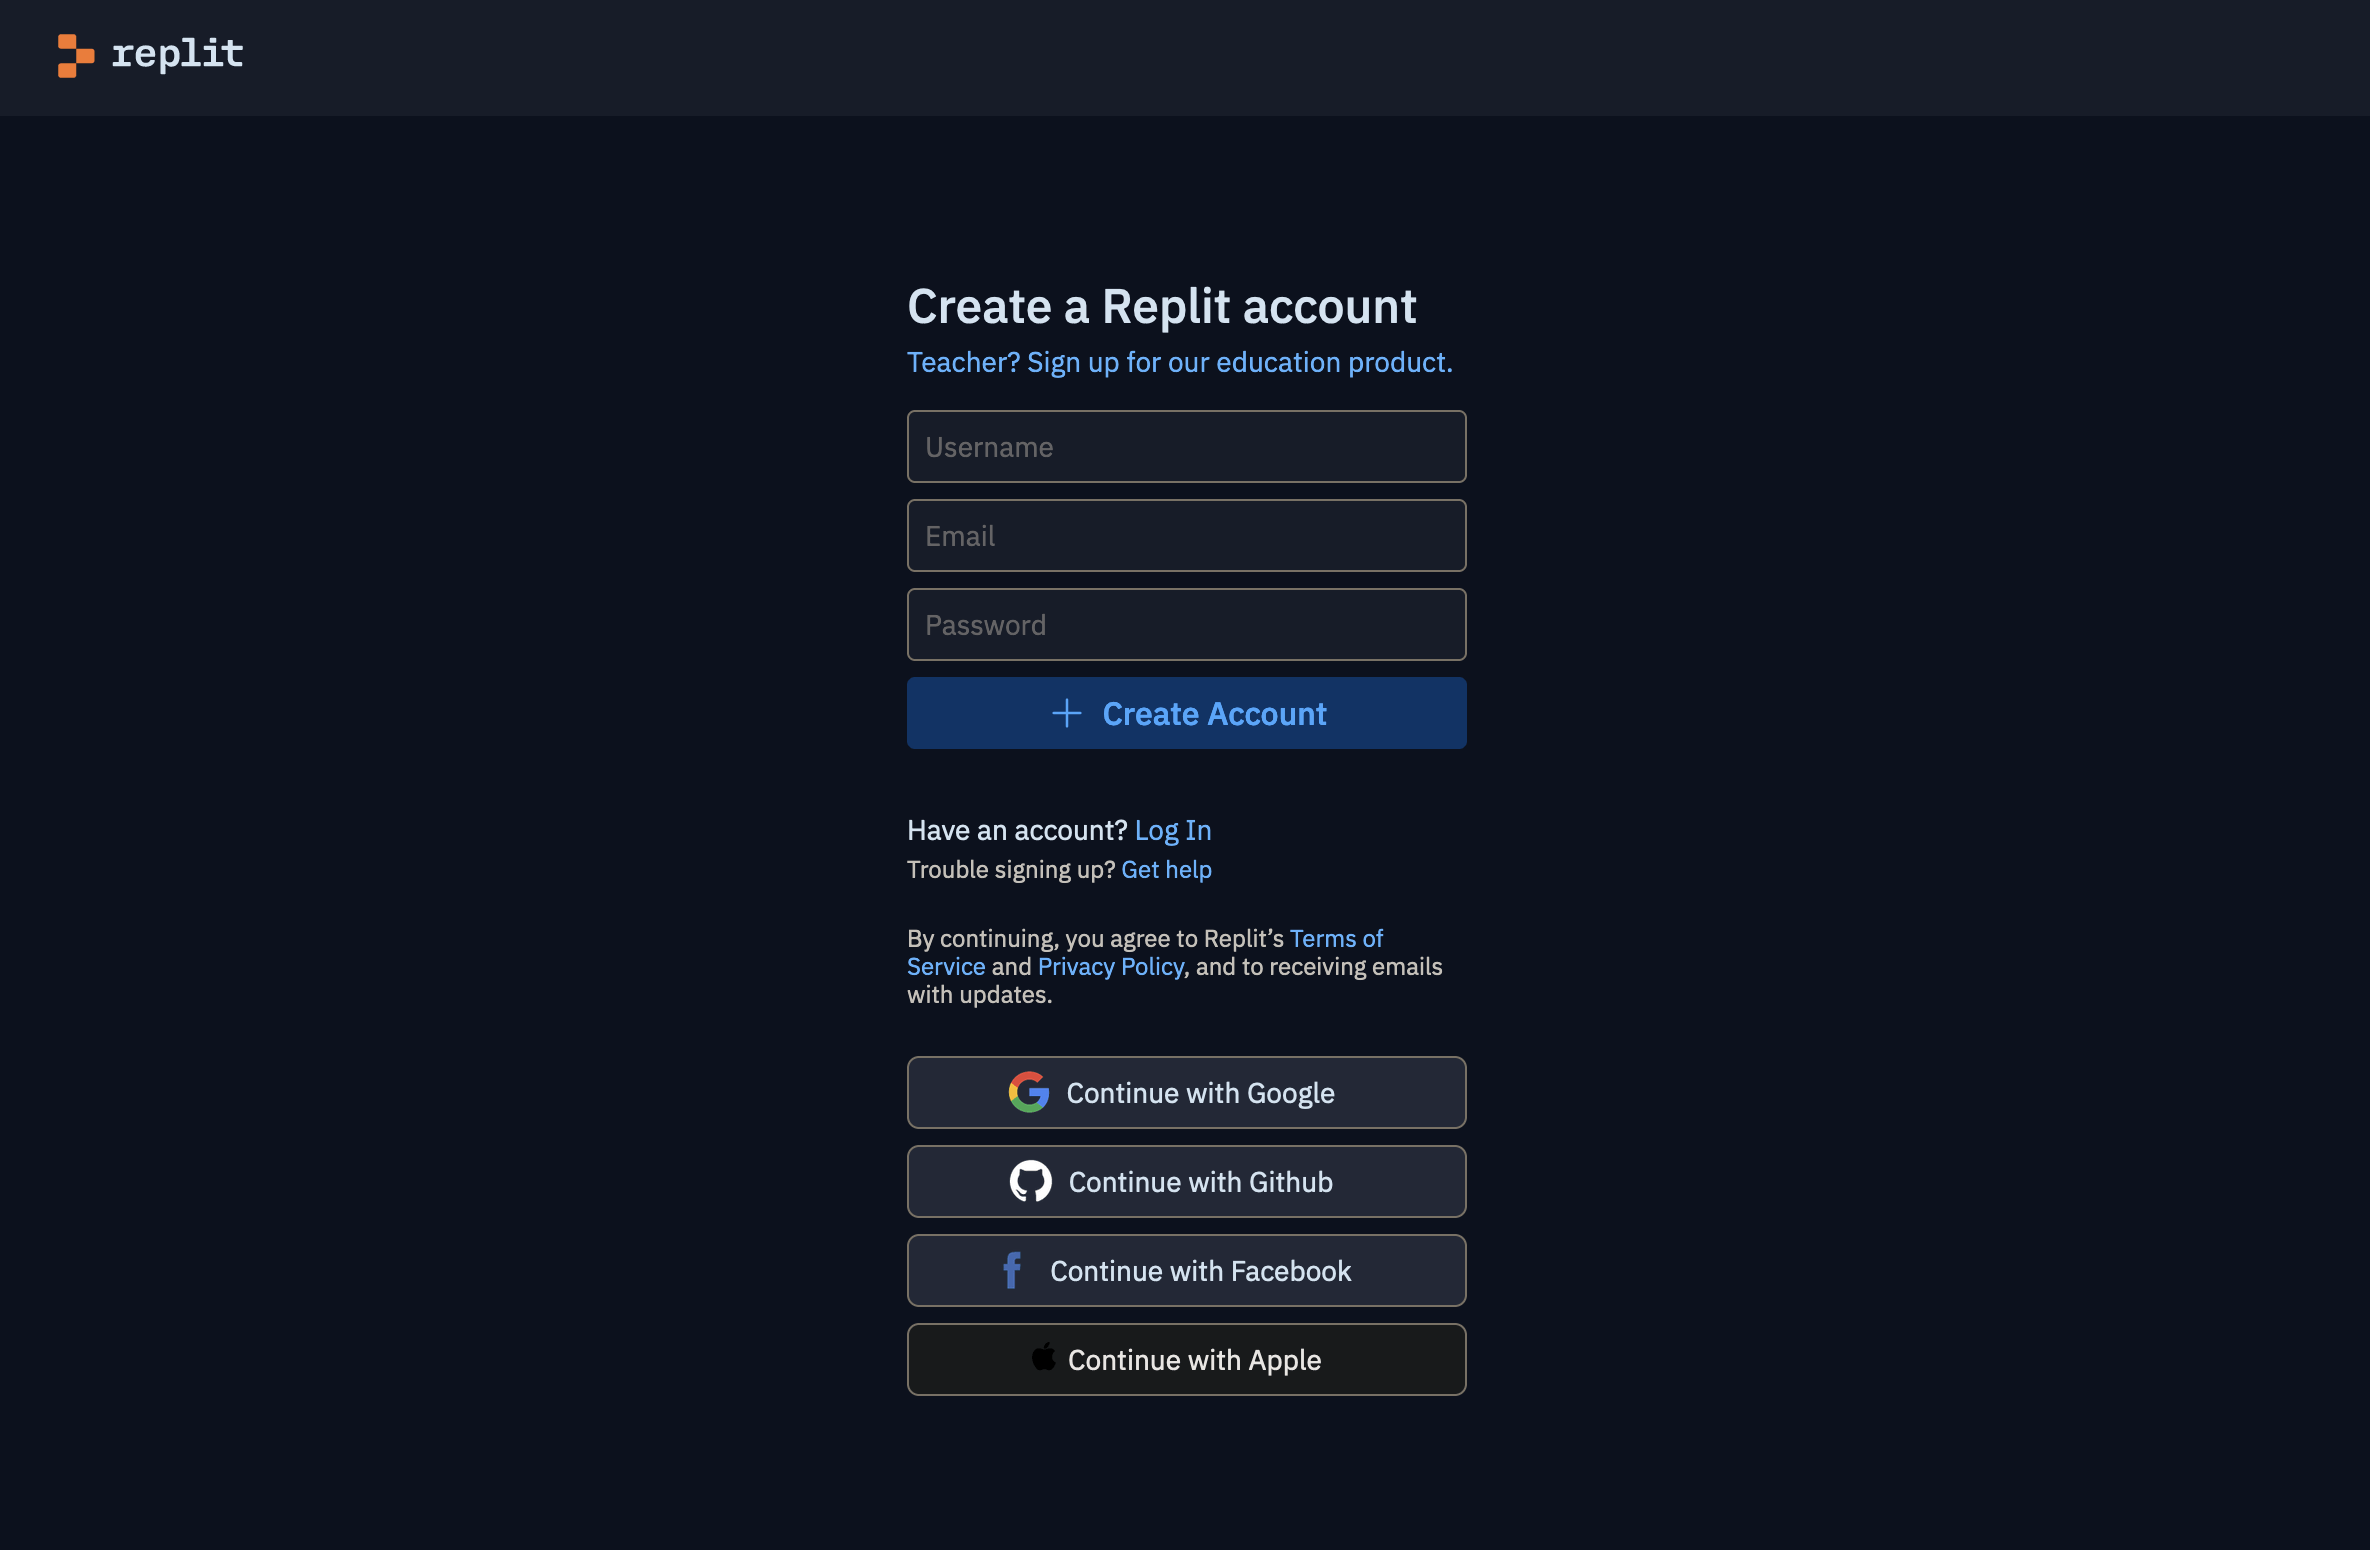 replit
Create a Replit account
Teacher? Sign up for our education product.
Username
Email
Password
Create Account
Have an account? Log In
Trouble signing up? Get help
By continuing, you agree to Replit’s Terms of
Service and Privacy Policy, and to receiving emails
with updates.
Continue with Google
Continue with Github
Continue with Facebook
Continue with Apple